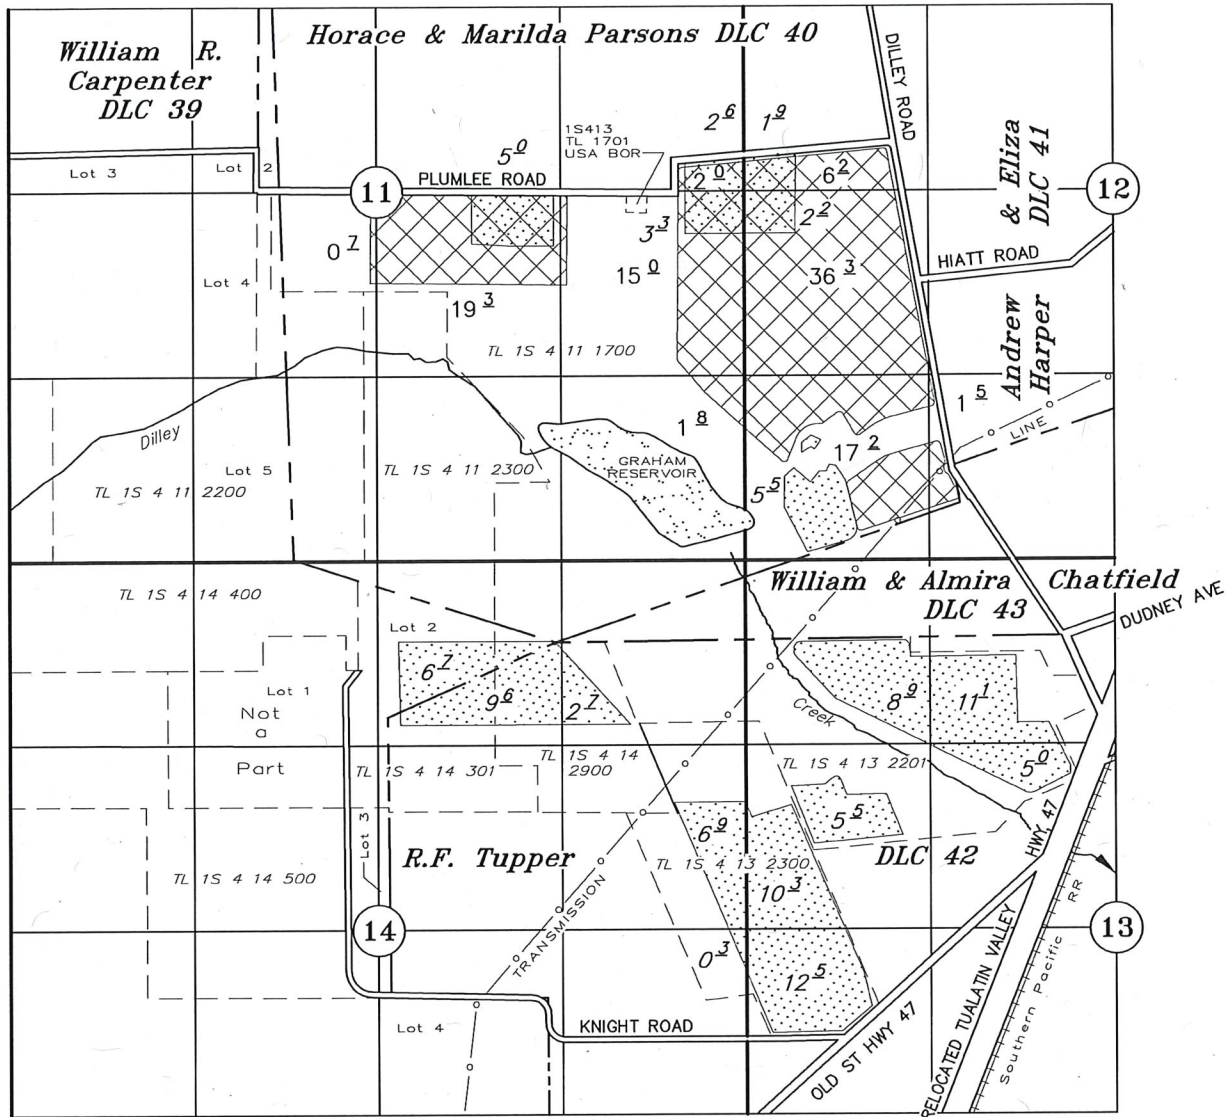 William R.
Carpenter
DLC 39
Horace & Marilda Parsons DLC 40
DILLEY ROAD
& Eliza
DLC 41
Andrew
Harper
Lot 3
Lot 2
11
5 0
PLUMLEE ROAD
1S413
TL 1701
USA BOR
2 6
1 9
2 0
6 2
2 2
12
HIATT ROAD
0 7
3 3
15 0
36 3
Lot 4
19 3
TL 1S 4 11 1700
1 5
LINE
Dilley
Lot 5
TL 1S 4 11 2200
TL 1S 4 11 2300
GRAHAM
RESERVOIR
1 8
17 2
5 5
TL 1S 4 14 400
William & Almira Chatfield
DLC 43
DUDNEY AVE
Lot 2
6 7
9 6
2 7
Lot 1
Not
a
Part
Creek
8 9
11 1
5 0
TL 1S 4 14 301
TL 1S 4 14
2900
TL 1S 4 13 2201
5 5
HWY 47
Lot 3
R.F. Tupper
6 9
TL 1S 4 13 2300
DLC 42
TL 1S 4 14 500
10 3
14
TRANSMISSION
0 3
12 5
13
Lot 4
KNIGHT ROAD
OLD ST HWY 47
RELOCATED TUALATIN VALLEY
Southern Pacific RR